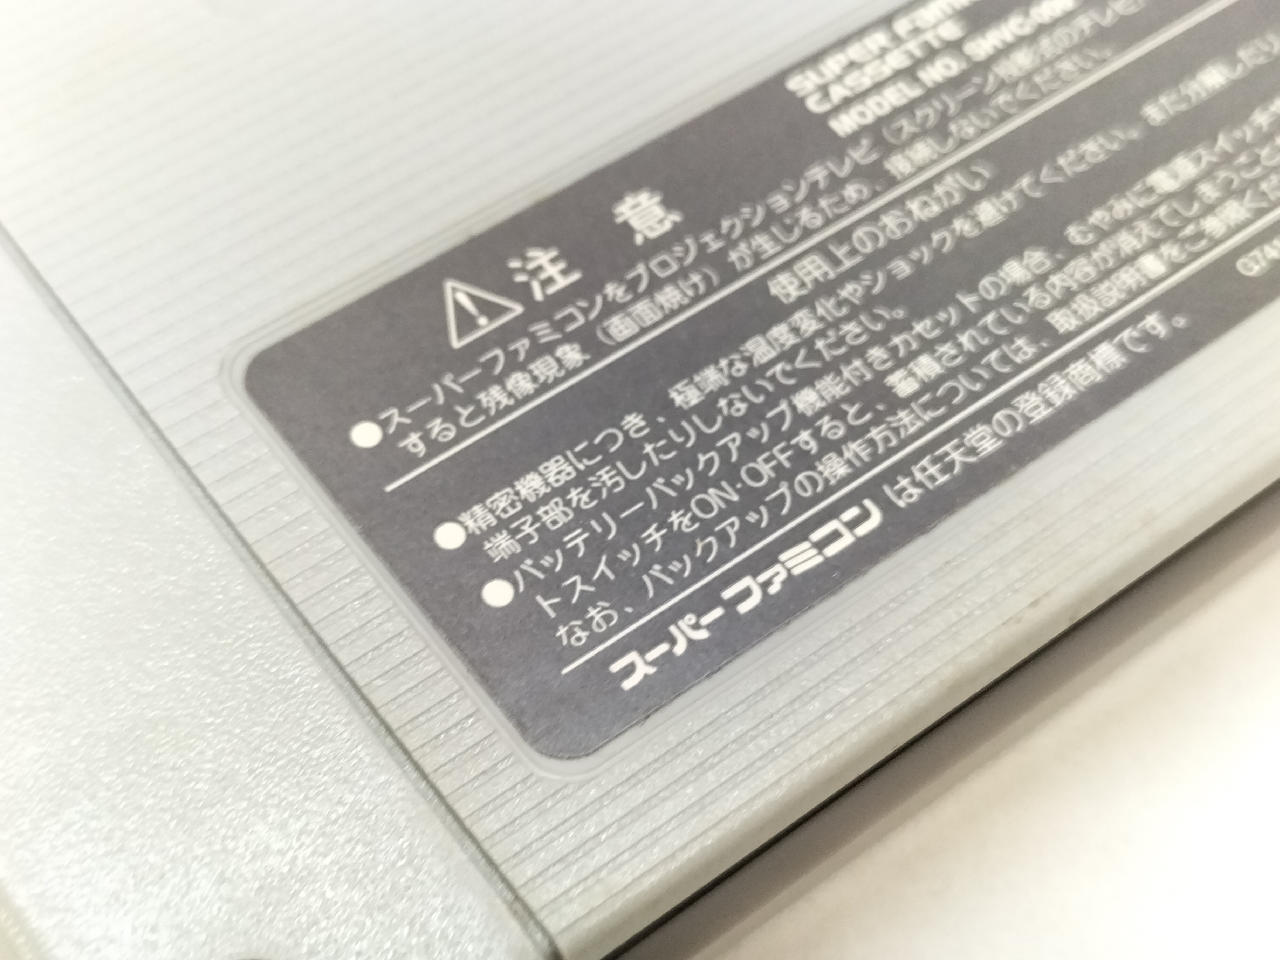 SUPER Fami
CASSETTE
MODEL NO. SHVC-006
⚠注 意
●スーパーファミコンをプロジェクションテレビ(スクリーン投影式のテレビ)
すると残像現象(画面焼け)が生じるため、接続しないでください。
使用上のおねがい
●精密機器につき、極端な温度変化やショックを避けてください。また分解したり、
端子部を汚したりしないでください。
●バッテリーバックアップ機能付きカセットの場合、むやみに電源スイッチや
トスイッチをON・OFFすると、蓄積されている内容が消えてしまうことが
なお、バックアップの操作方法については、取扱説明書をご参照くだ
スーパーファミコンは任天堂の登録商標です。